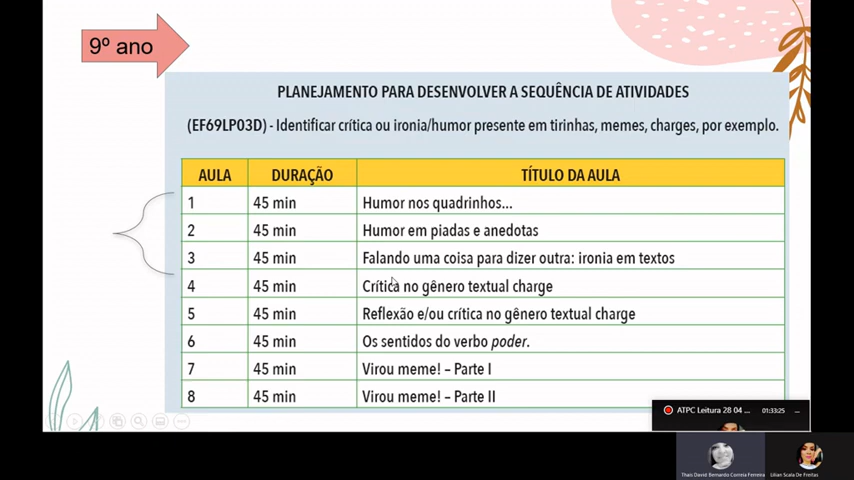 9º ano
PLANEJAMENTO PARA DESENVOLVER A SEQUÊNCIA DE ATIVIDADES
(EF69LP03D) - Identificar crítica ou ironia/humor presente em tirinhas, memes, charges, por exemplo.
AULA DURAÇÃO TÍTULO DA AULA
1 45 min Humor nos quadrinhos...
2 45 min Humor em piadas e anedotas
3 45 min Falando uma coisa para dizer outra: ironia em textos
4 45 min Crítica no gênero textual charge
5 45 min Reflexão e/ou crítica no gênero textual charge
6 45 min Os sentidos do verbo poder.
7 45 min Virou meme! – Parte I
8 45 min Virou meme! – Parte II
ATPC Leitura 28 04 ... 01:33:25 ...
Thais David Bernardo Correia Ferreira Lilian Scala De Freitas